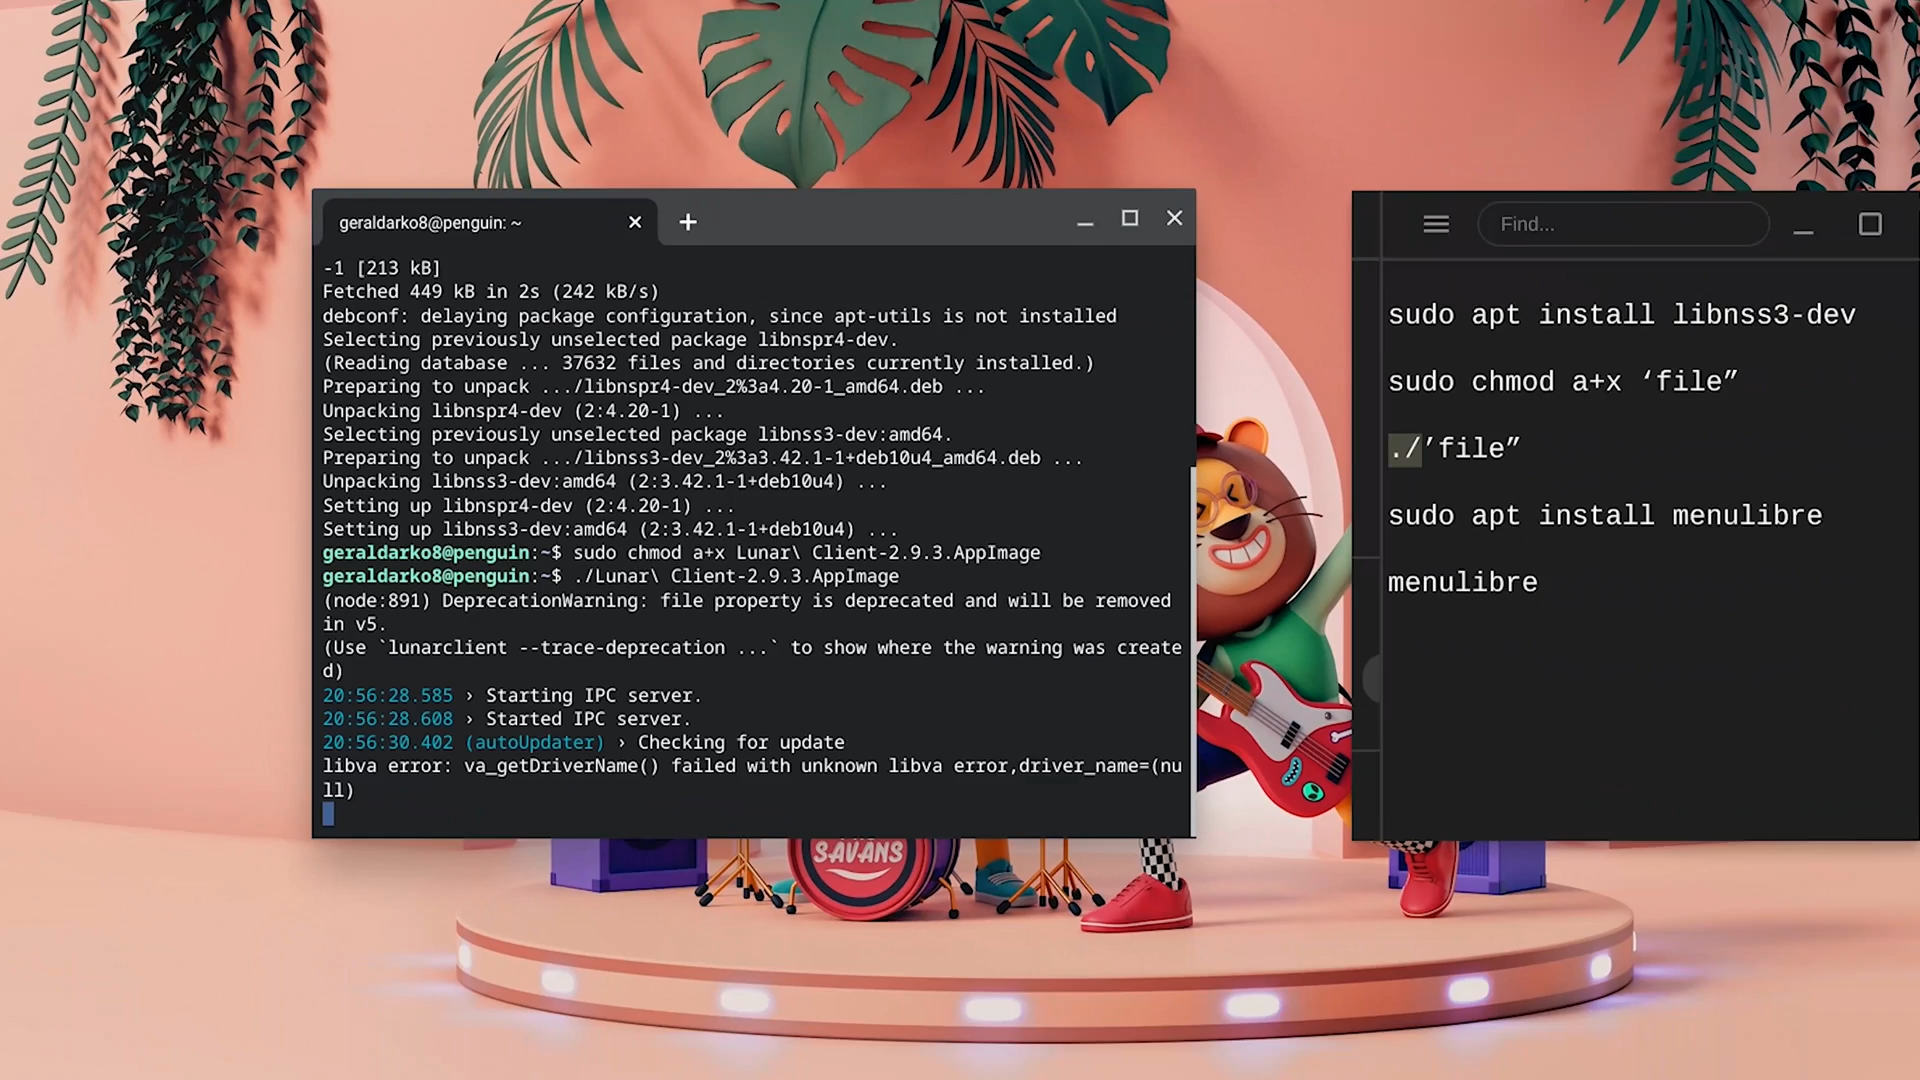 geraldarko8@penguin: ~
-1 [213 kB]
Fetched 449 kB in 2s (242 kB/s)
debconf: delaying package configuration, since apt-utils is not installed
Selecting previously unselected package libnspr4-dev.
(Reading database ... 37632 files and directories currently installed.)
Preparing to unpack .../libnspr4-dev_2%3a4.20-1_amd64.deb ...
Unpacking libnspr4-dev (2:4.20-1) ...
Selecting previously unselected package libnss3-dev:amd64.
Preparing to unpack .../libnss3-dev_2%3a3.42.1-1+deb10u4_amd64.deb ...
Unpacking libnss3-dev:amd64 (2:3.42.1-1+deb10u4) ...
Setting up libnspr4-dev (2:4.20-1) ...
Setting up libnss3-dev:amd64 (2:3.42.1-1+deb10u4) ...
geraldarko8@penguin:~$ sudo chmod a+x Lunar\ Client-2.9.3.AppImage
geraldarko8@penguin:~$ ./Lunar\ Client-2.9.3.AppImage
(node:891) DeprecationWarning: file property is deprecated and will be removed
in v5.
(Use `lunarclient --trace-deprecation ...` to show where the warning was create
d)
20:56:28.585 › Starting IPC server.
20:56:28.608 › Started IPC server.
20:56:30.402 (autoUpdater) › Checking for update
libva error: va_getDriverName() failed with unknown libva error,driver_name=(nu
ll)
Find...
sudo apt install libnss3-dev
sudo chmod a+x ‘file”
./’file”
sudo apt install menulibre
menulibre
SAVANS